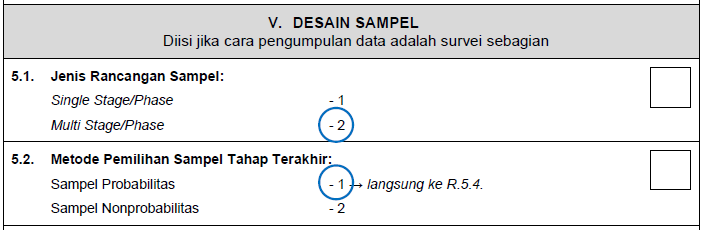 V. DESAIN SAMPEL
Diisi jika cara pengumpulan data adalah survei sebagian
5.1. Jenis Rancangan Sampel:
Single Stage/Phase - 1
Multi Stage/Phase - 2
5.2. Metode Pemilihan Sampel Tahap Terakhir:
Sampel Probabilitas - 1 → langsung ke R.5.4.
Sampel Nonprobabilitas - 2